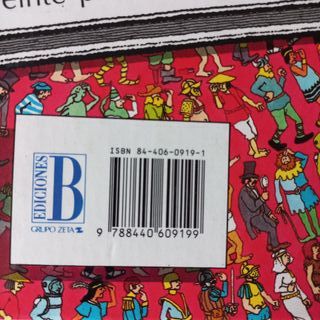 ISBN 84-406-0919-1
EDICIONES
B
GRUPO ZETA
9 788440 609199